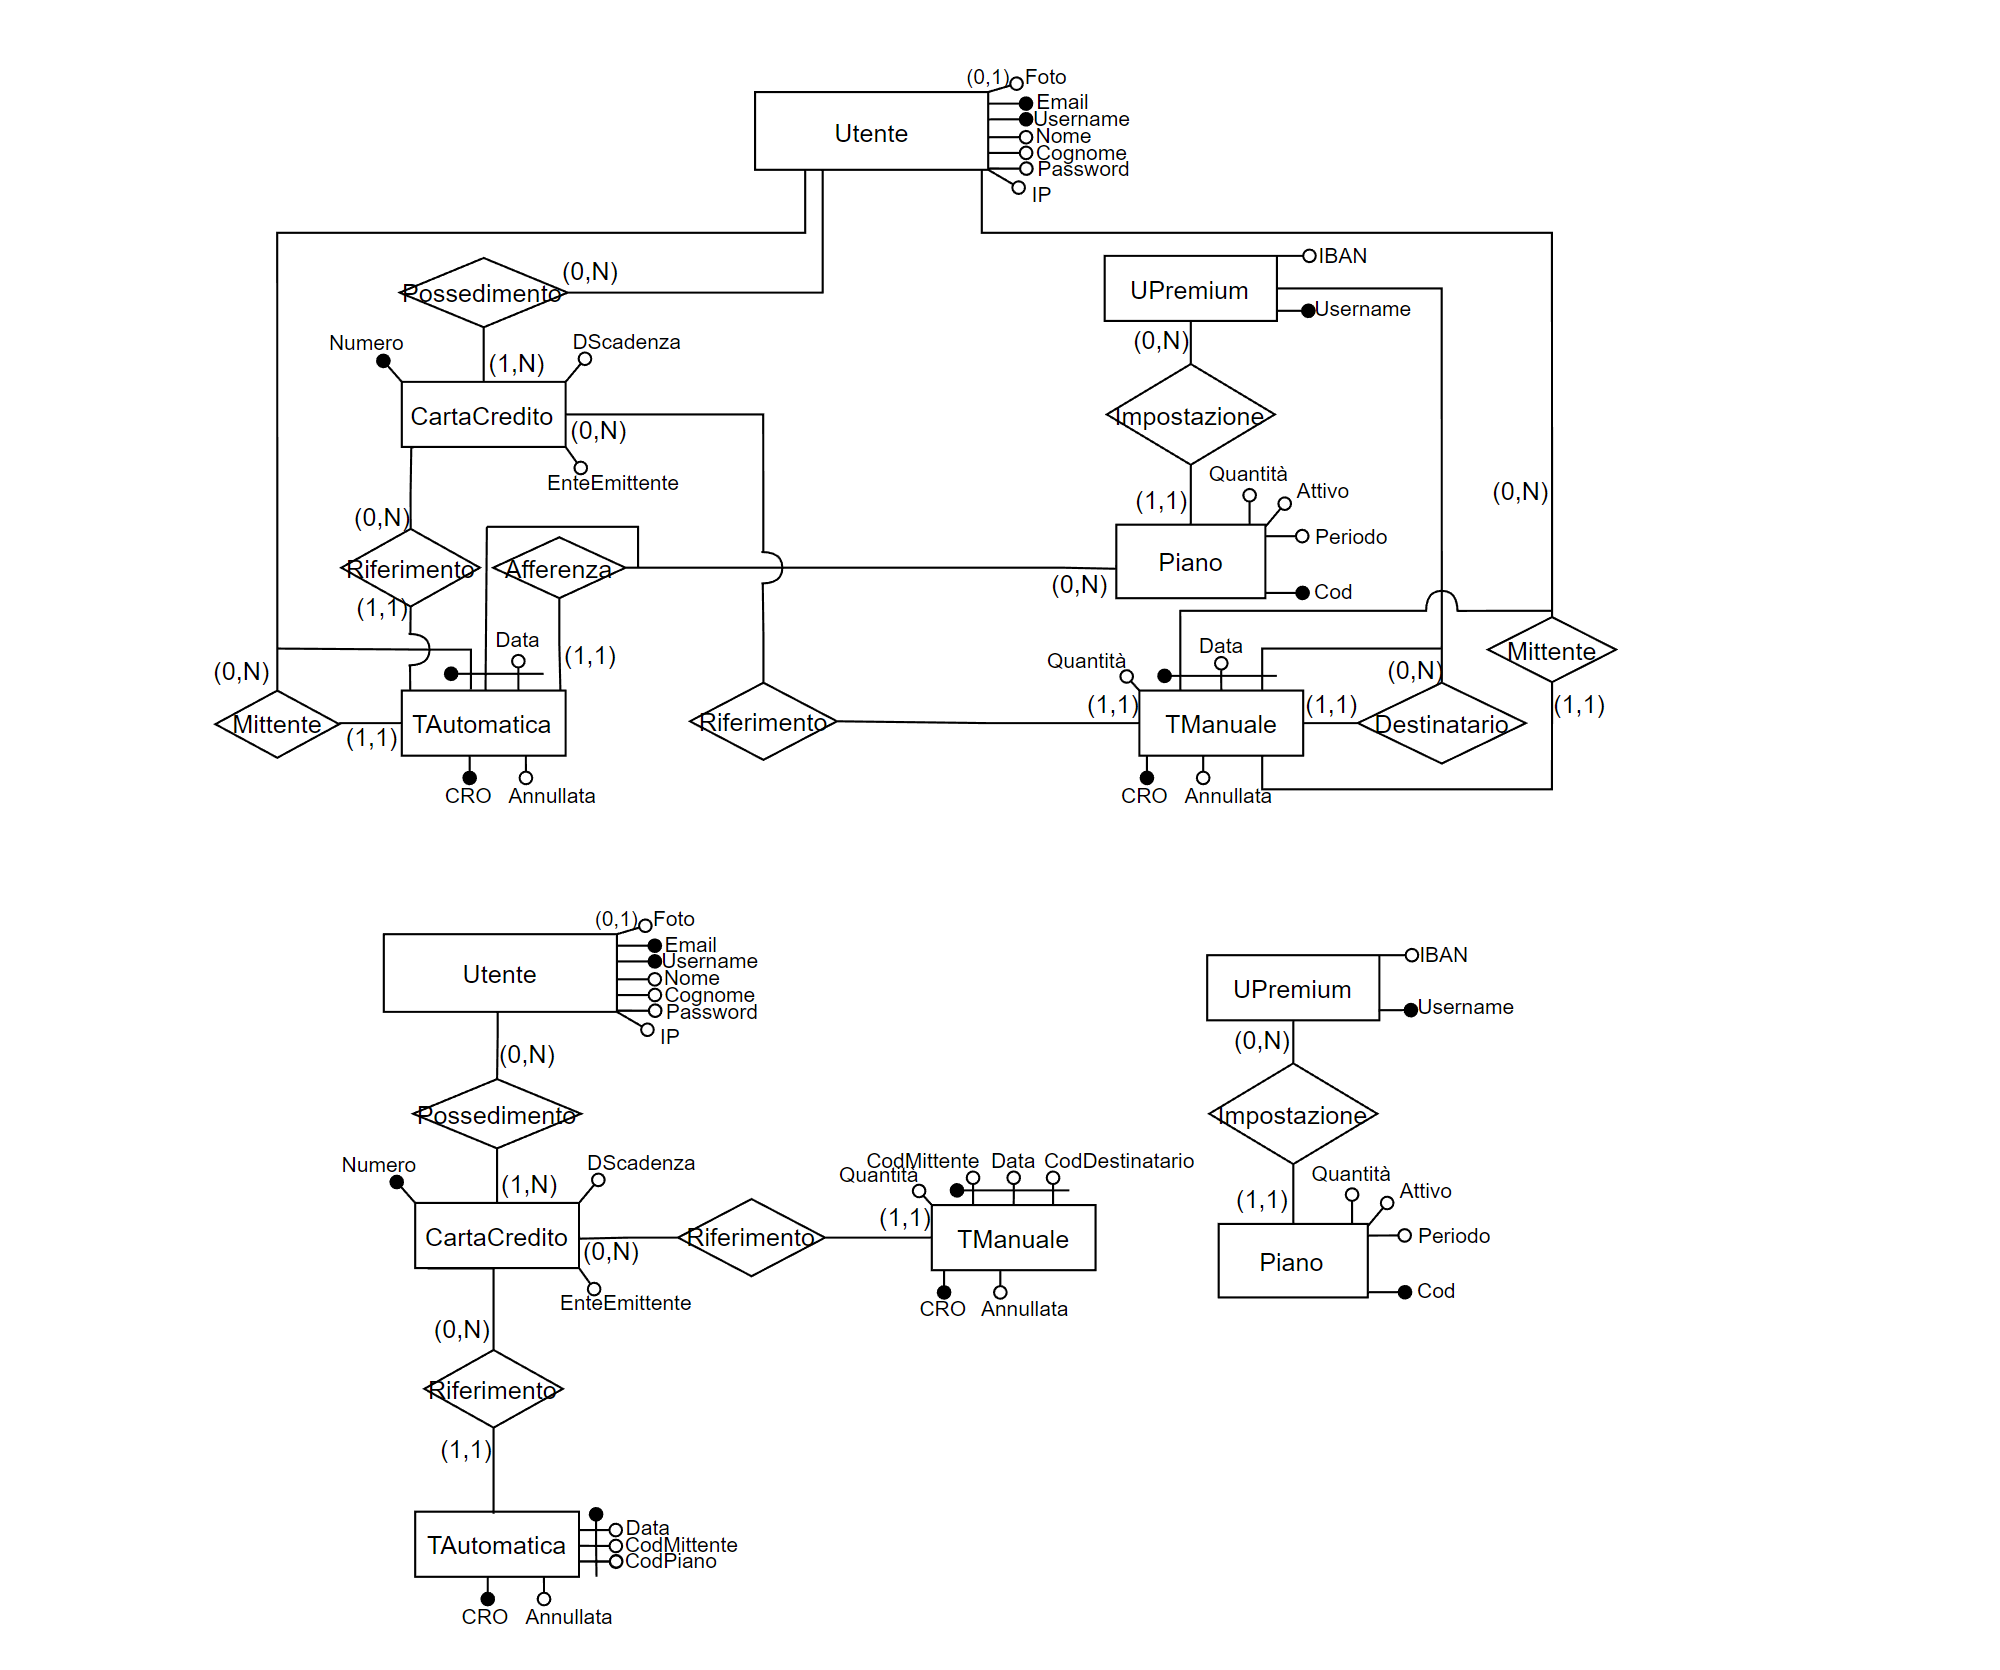 (0,1) Foto
Email
Username
Utente
Nome
Cognome
Password
IP
IBAN
(0,N)
Possedimento
UPremium
Username
Numero
DScadenza
(0,N)
(1,N)
CartaCredito
(0,N)
Impostazione
EnteEmittente
Quantità
Attivo
(0,N)
(1,1)
(0,N)
Periodo
Riferimento
Afferenza
Piano
(0,N)
Cod
(1,1)
Data
(1,1)
Data
Mittente
Quantità
(0,N)
(0,N)
(1,1)
(1,1)
(1,1)
Mittente
TAutomatica
Riferimento
TManuale
Destinatario
(1,1)
CRO
Annullata
CRO
Annullata
(0,1) Foto
Email
Username
Utente
Nome
Cognome
Password
IP
IBAN
UPremium
Username
(0,N)
(0,N)
Possedimento
Impostazione
Numero
DScadenza
CodMittente
Data
CodDestinatario
Quantità
(1,N)
Quantità
Attivo
(1,1)
(1,1)
CartaCredito
Riferimento
TManuale
Periodo
(0,N)
Piano
EnteEmittente
CRO
Annullata
Cod
(0,N)
Riferimento
(1,1)
Data
TAutomatica
CodMittente
CodPiano
CRO
Annullata